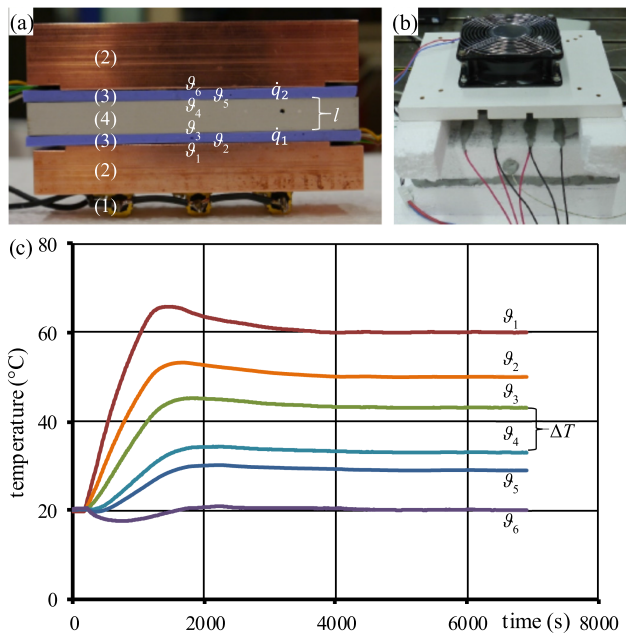 (a)
(2)
(3)
(4)
(3)
(2)
(1)
ϑ6
ϑ5
q̇2
ϑ4
l
ϑ3
q̇1
ϑ1
ϑ2
(b)
(c)
80
60
40
20
0
temperature (°C)
0 2000 4000 6000 time (s) 8000
ϑ1
ϑ2
ϑ3
ϑ4
ΔT
ϑ5
ϑ6